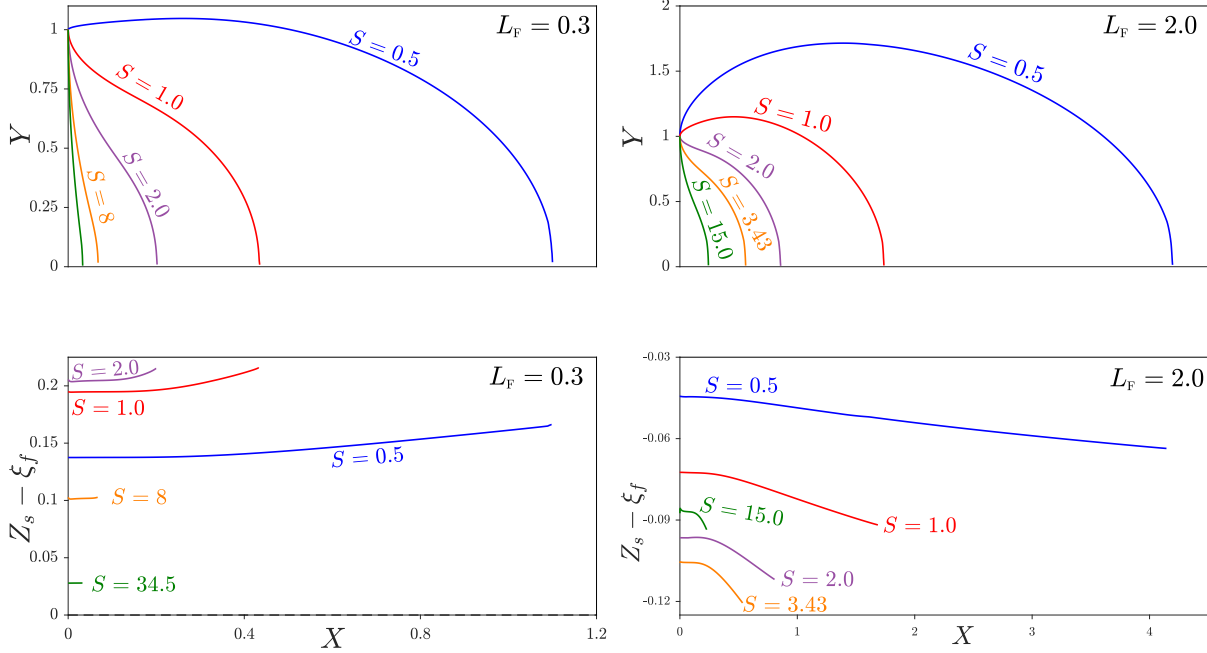 L_F = 0.3
Y
1
0.75
0.5
0.25
0
S = 0.5
S = 1.0
S = 2.0
S = 8
L_F = 2.0
Y
2
1.5
1
0.5
0
S = 0.5
S = 1.0
S = 2.0
S = 3.43
S = 15.0
L_F = 0.3
Z_s − ξ_f
0.2
0.15
0.1
0.05
0
S = 2.0
S = 1.0
S = 0.5
S = 8
S = 34.5
0 0.4 0.8 1.2
X
L_F = 2.0
Z_s − ξ_f
-0.03
-0.06
-0.09
-0.12
S = 0.5
S = 1.0
S = 15.0
S = 2.0
S = 3.43
0 1 2 3 4
X